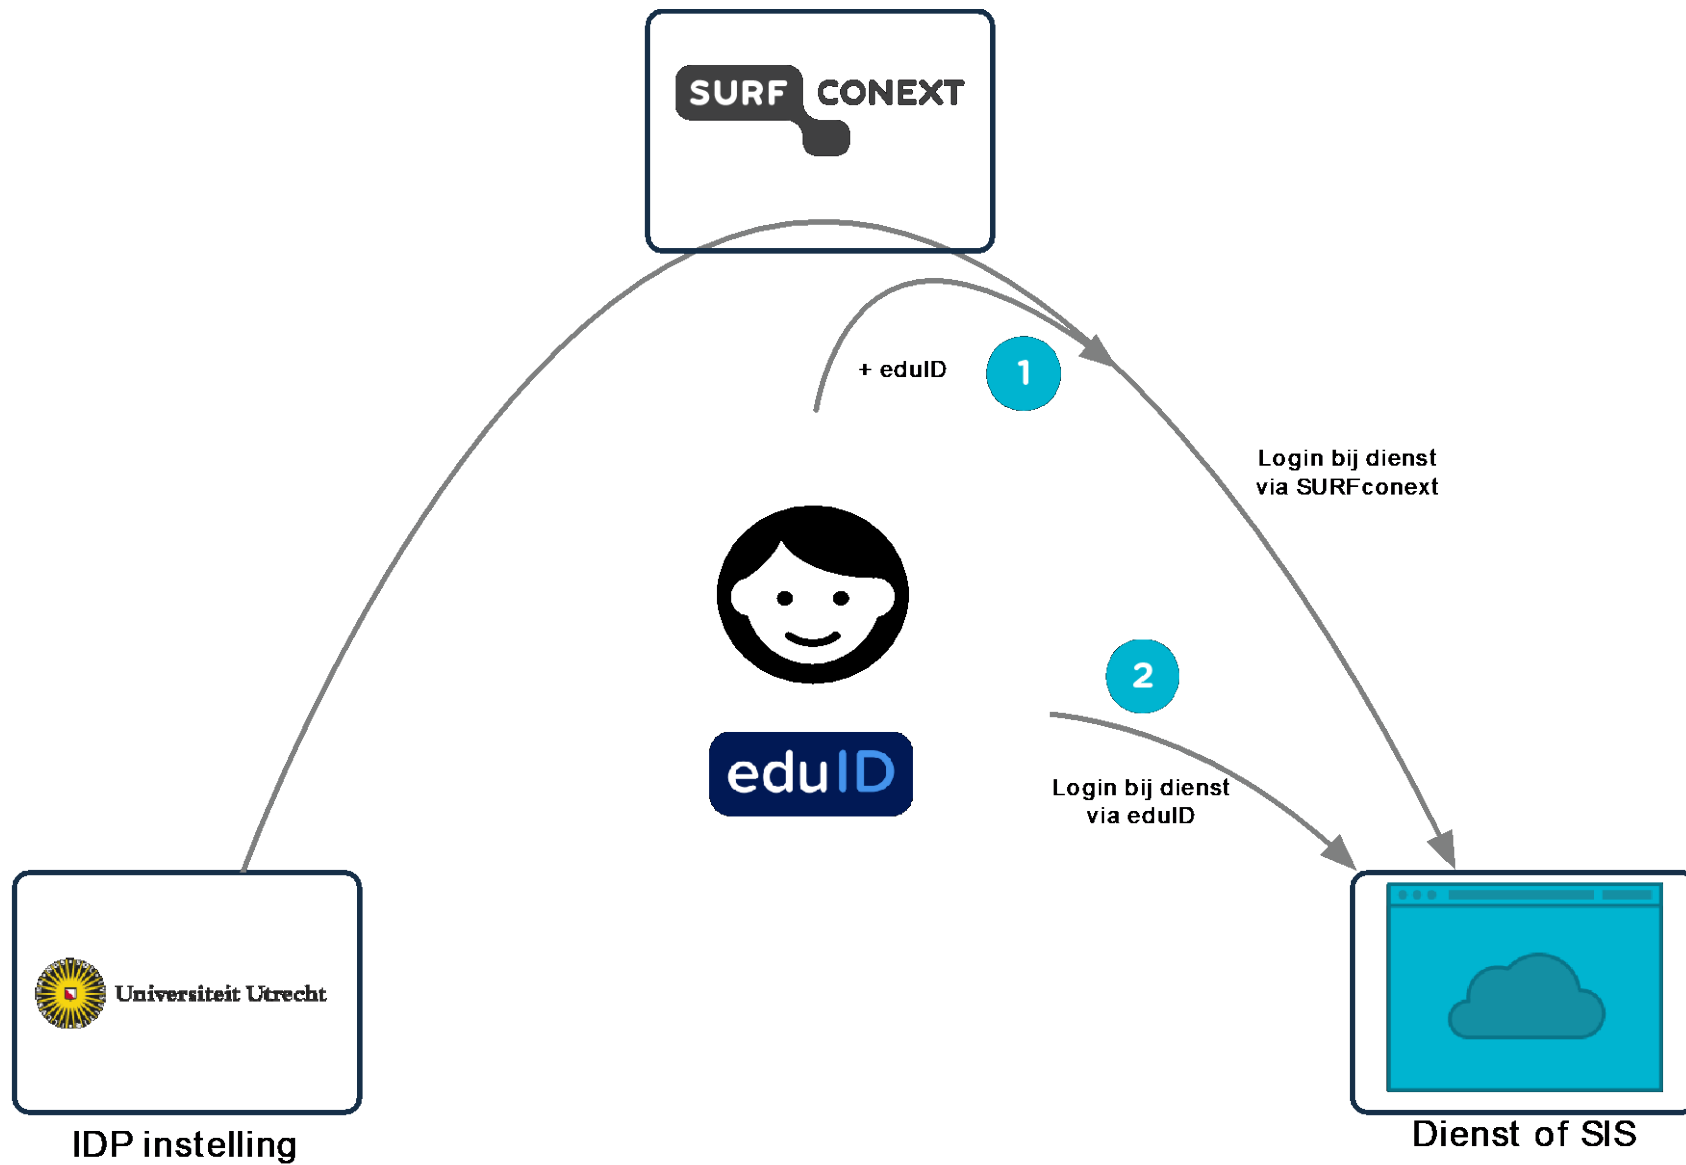 SURF CONEXT
+ eduID
1
Login bij dienst
via SURFconext
2
eduID
Login bij dienst
via eduID
Universiteit Utrecht
IDP instelling
Dienst of SIS